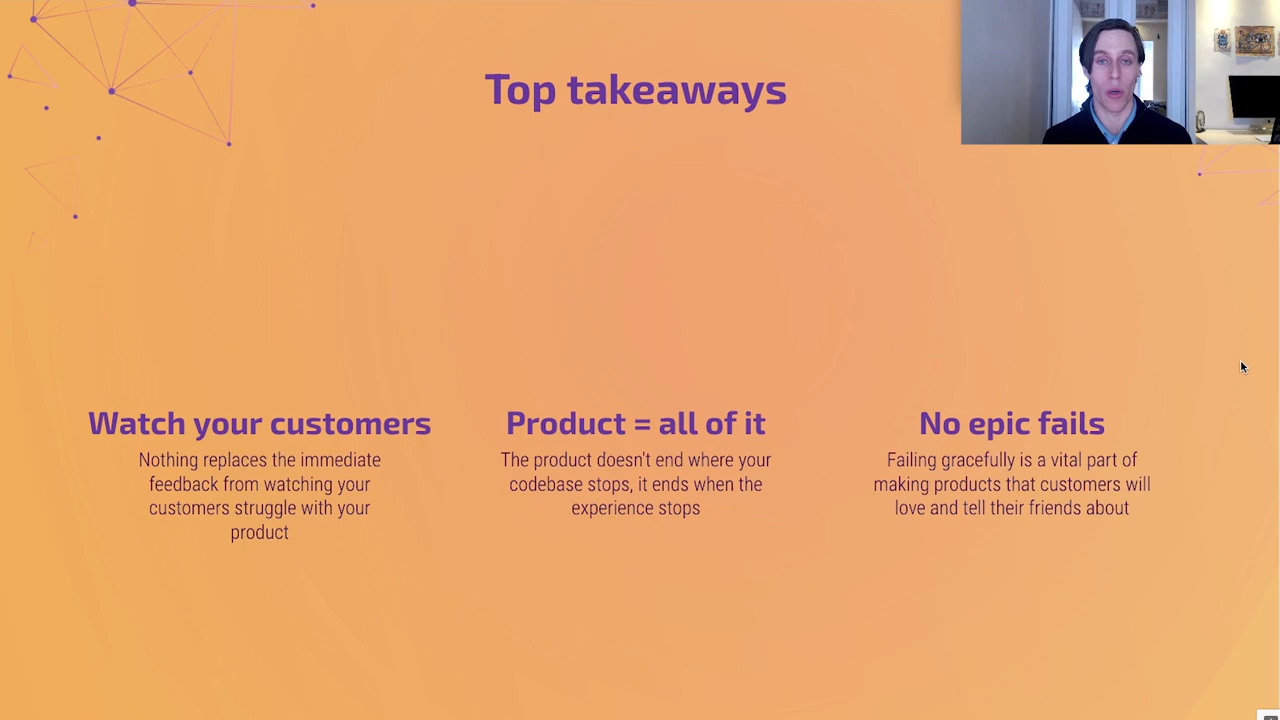 Top takeaways
Watch your customers
Nothing replaces the immediate
feedback from watching your
customers struggle with your
product
Product = all of it
The product doesn't end where your
codebase stops, it ends when the
experience stops
No epic fails
Failing gracefully is a vital part of
making products that customers will
love and tell their friends about